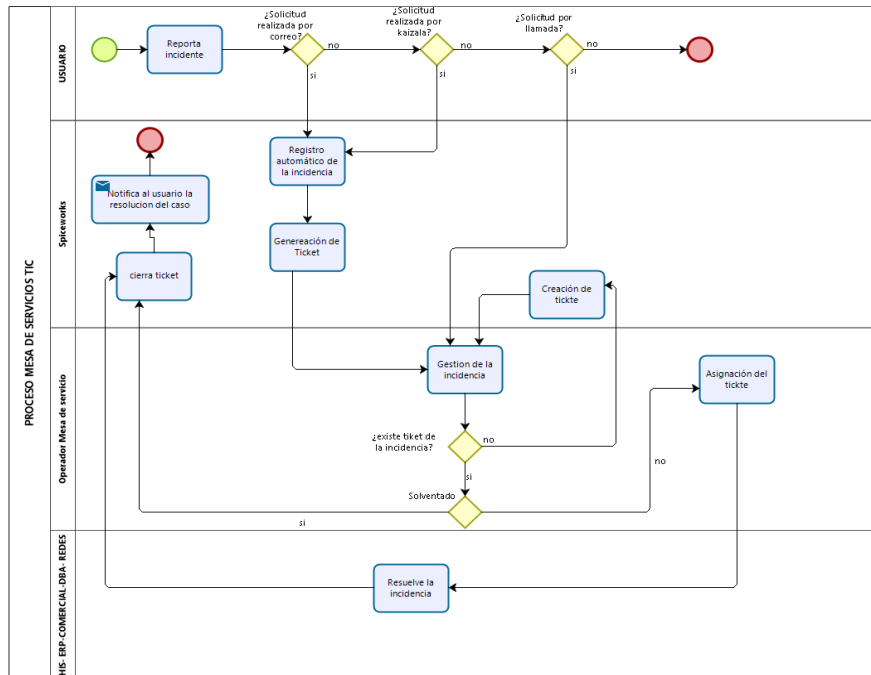 PROCESO MESA DE SERVICIOS TIC
USUARIO
Reporta
incidente
¿Solicitud
realizada por
correo?
no
si
¿Solicitud
realizada por
kaizala?
no
si
¿Solicitud por
llamada?
no
si
Spiceworks
Notifica al usuario la
resolucion del caso
cierra ticket
Registro
automático de
la incidencia
Genereación de
Ticket
Creación de
tickte
Operador Mesa de servicio
Gestion de la
incidencia
¿existe tiket de
la incidencia?
no
si
Solventado
si
no
Asignación del
tickte
HIS- ERP-COMERCIAL-DBA- REDES
Resuelve la
incidencia